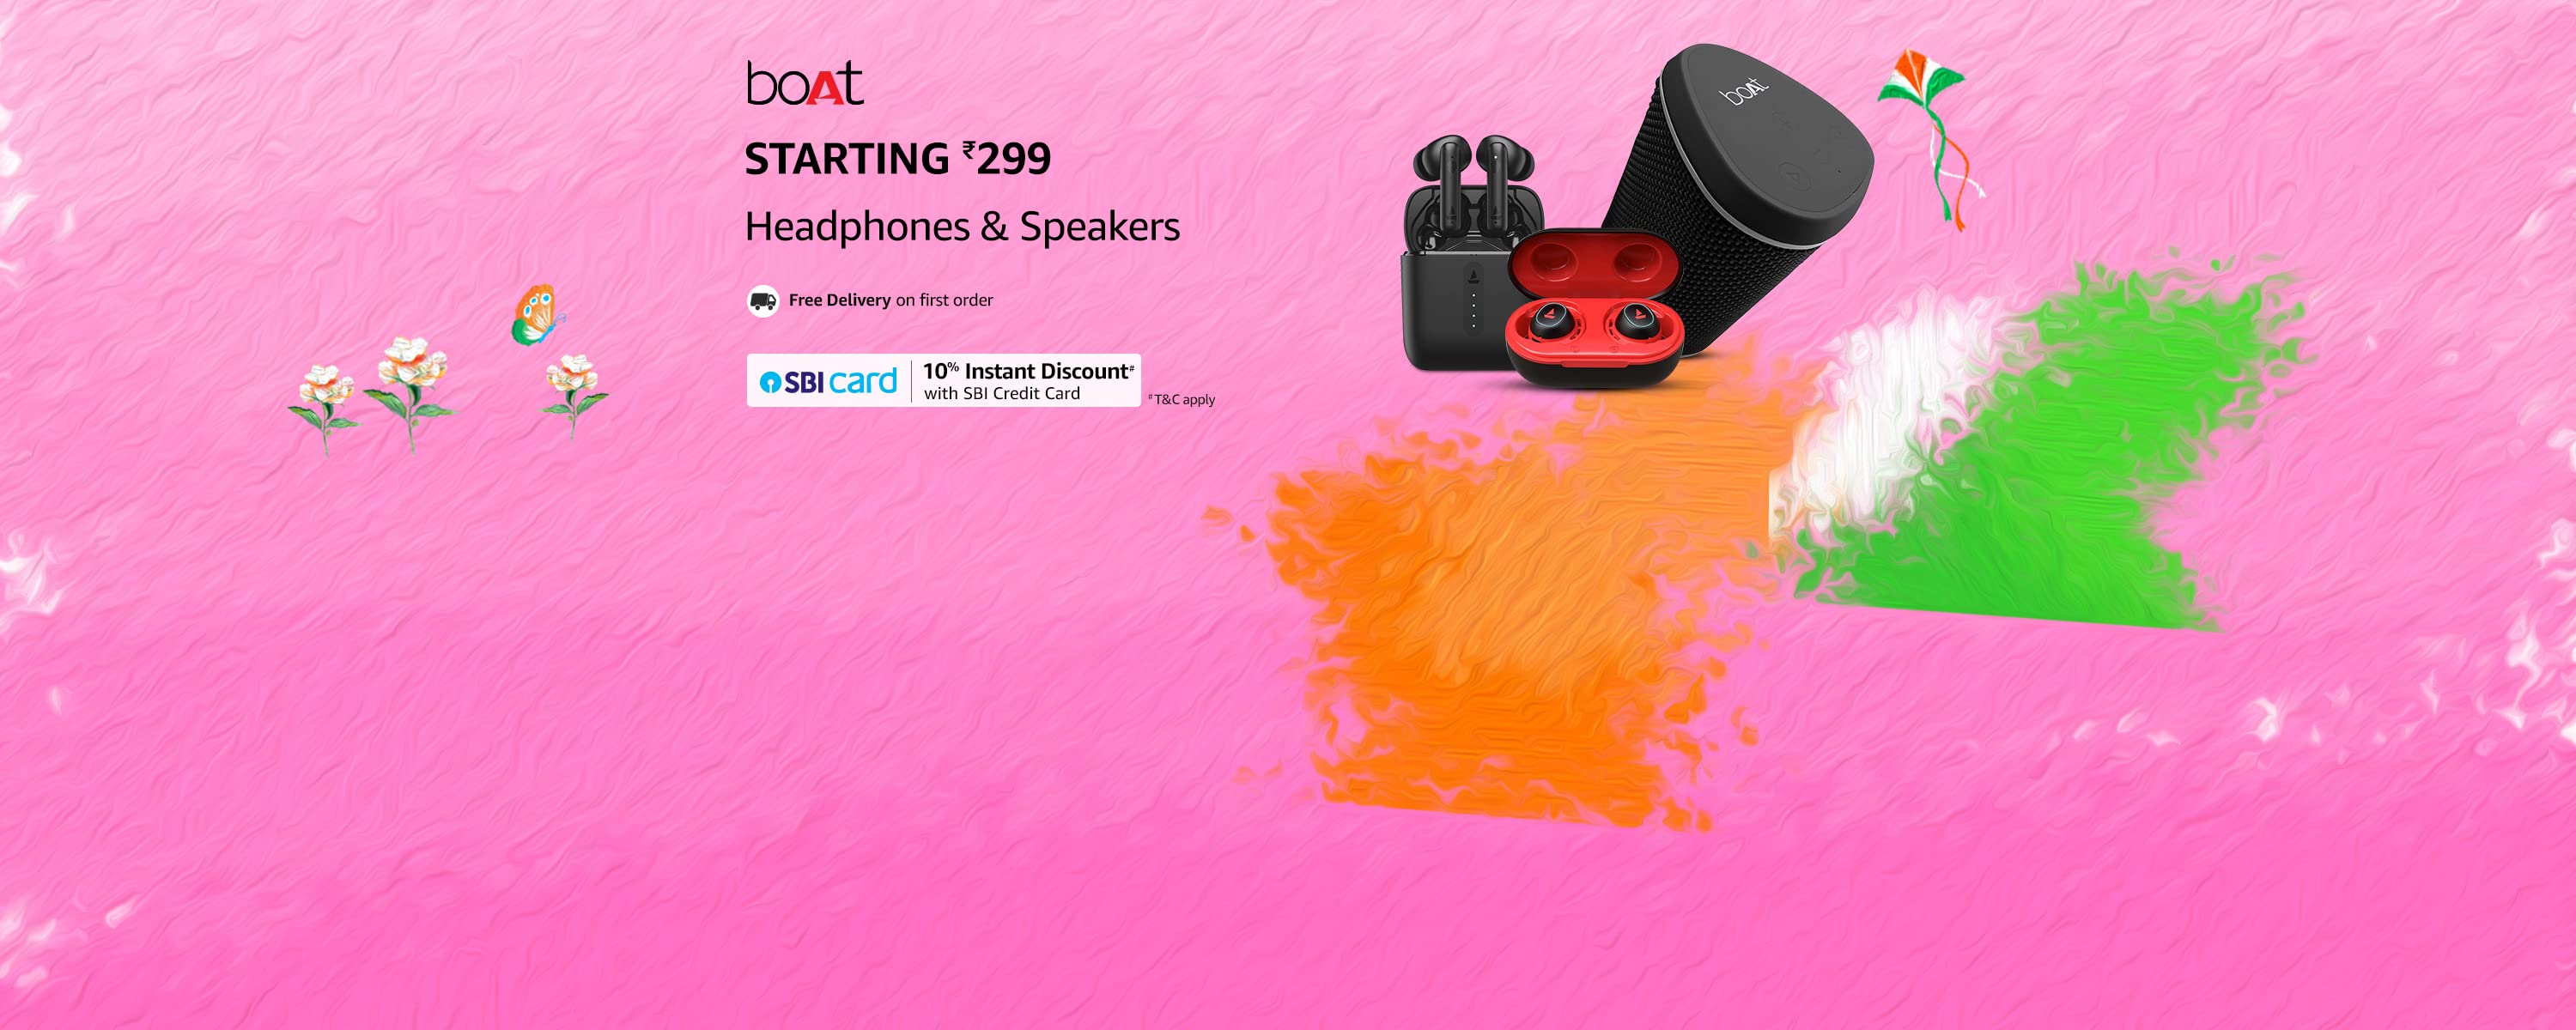 boAt
STARTING ₹299
Headphones & Speakers
Free Delivery on first order
SBI card
10% Instant Discount#
with SBI Credit Card
#T&C apply
boAt